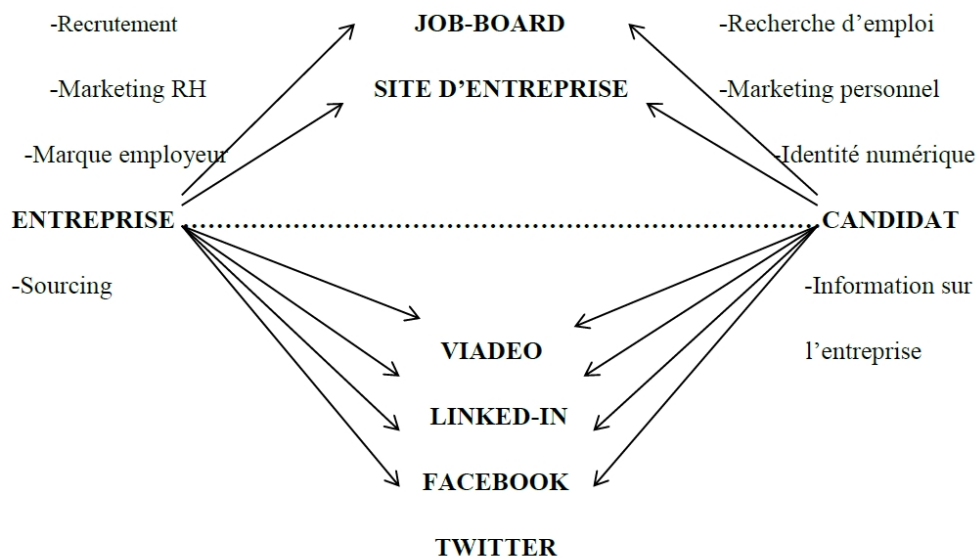 -Recrutement JOB-BOARD -Recherche d’emploi
-Marketing RH SITE D’ENTREPRISE -Marketing personnel
-Marque employeur -Identité numérique
ENTREPRISE CANDIDAT
-Sourcing -Information sur
VIADEO l’entreprise
LINKED-IN
FACEBOOK
TWITTER